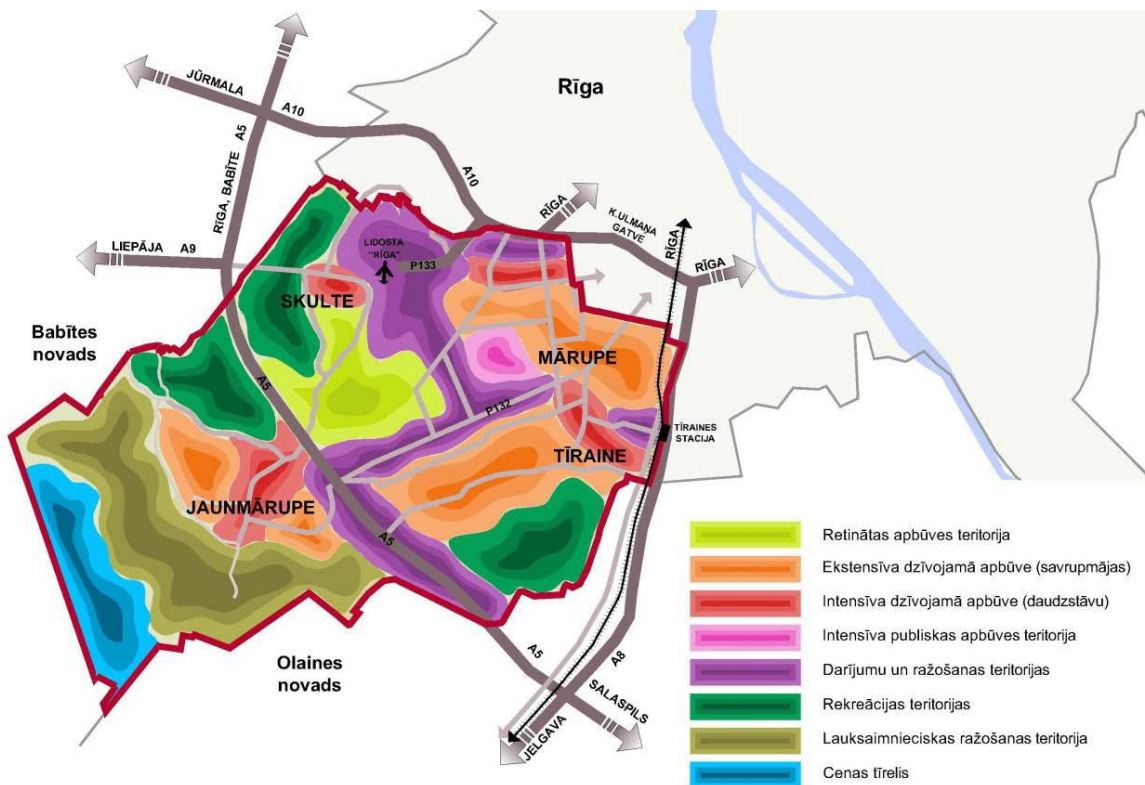 Rīga
JŪRMALA
A10
A5
RĪGA, BABĪTE
A10
RĪGA
K.ULMAŅA
GATVE
RĪGA
RĪGA
LIEPĀJA A9
LIDOSTA
"RĪGA"
P133
SKULTE
Babītes
novads
MĀRUPE
A5
P132
TĪRAINES
STACIJA
TĪRAINE
JAUNMĀRUPE
A5
Olaines
novads
A5
A8
SALASPILS
JELGAVA
Retinātas apbūves teritorija
Ekstensīva dzīvojamā apbūve (savrupmājas)
Intensīva dzīvojamā apbūve (daudzstāvu)
Intensīva publiskas apbūves teritorija
Darījumu un ražošanas teritorijas
Rekreācijas teritorijas
Lauksaimnieciskas ražošanas teritorija
Cenas tīrelis